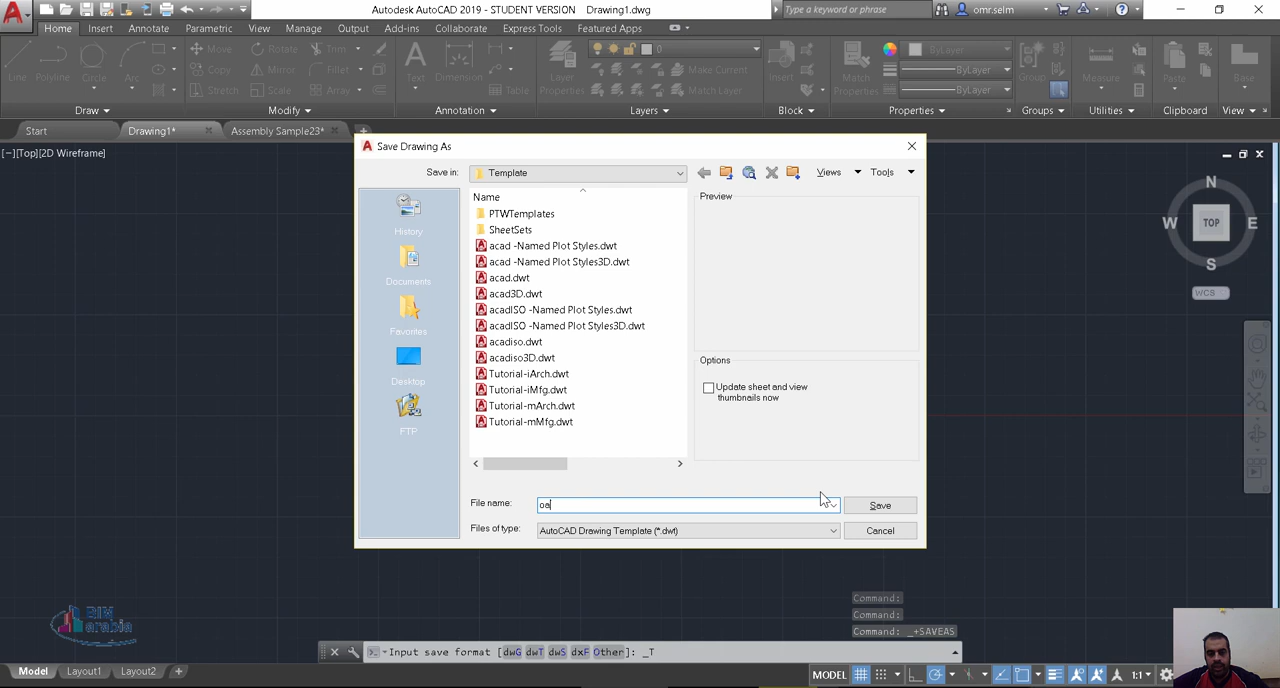 Autodesk AutoCAD 2019 - STUDENT VERSION Drawing1.dwg
Type a keyword or phrase
omr.selm
Home Insert Annotate Parametric View Manage Output Add-ins Collaborate Express Tools Featured Apps
Line Polyline Circle Arc
Move Rotate Trim
Copy Mirror Fillet
Stretch Scale Array
Text Dimension Table
Layer Properties
0
Make Current
Match Layer
Insert
Match Properties
ByLayer
ByLayer
ByLayer
Group Measure Paste Base
Draw Modify Annotation Layers Block Properties Groups Utilities Clipboard View
Start Drawing1* Assembly Sample23*
[−][Top][2D Wireframe]
Save Drawing As
Save in: Template Views Tools
Name
PTWTemplates
SheetSets
acad -Named Plot Styles.dwt
acad -Named Plot Styles3D.dwt
acad.dwt
acad3D.dwt
acadISO -Named Plot Styles.dwt
acadISO -Named Plot Styles3D.dwt
acadiso.dwt
acadiso3D.dwt
Tutorial-iArch.dwt
Tutorial-iMfg.dwt
Tutorial-mArch.dwt
Tutorial-mMfg.dwt
History
Documents
Favorites
Desktop
FTP
Preview
Options
Update sheet and view
thumbnails now
File name: oa
Save
Files of type: AutoCAD Drawing Template (*.dwt)
Cancel
N
W TOP E
S
WCS
BIM
arabia
Command:
Command:
Command: _+SAVEAS
Input save format [dwG dwT dwS dxF Other]: _T
Model Layout1 Layout2 +
MODEL 1:1